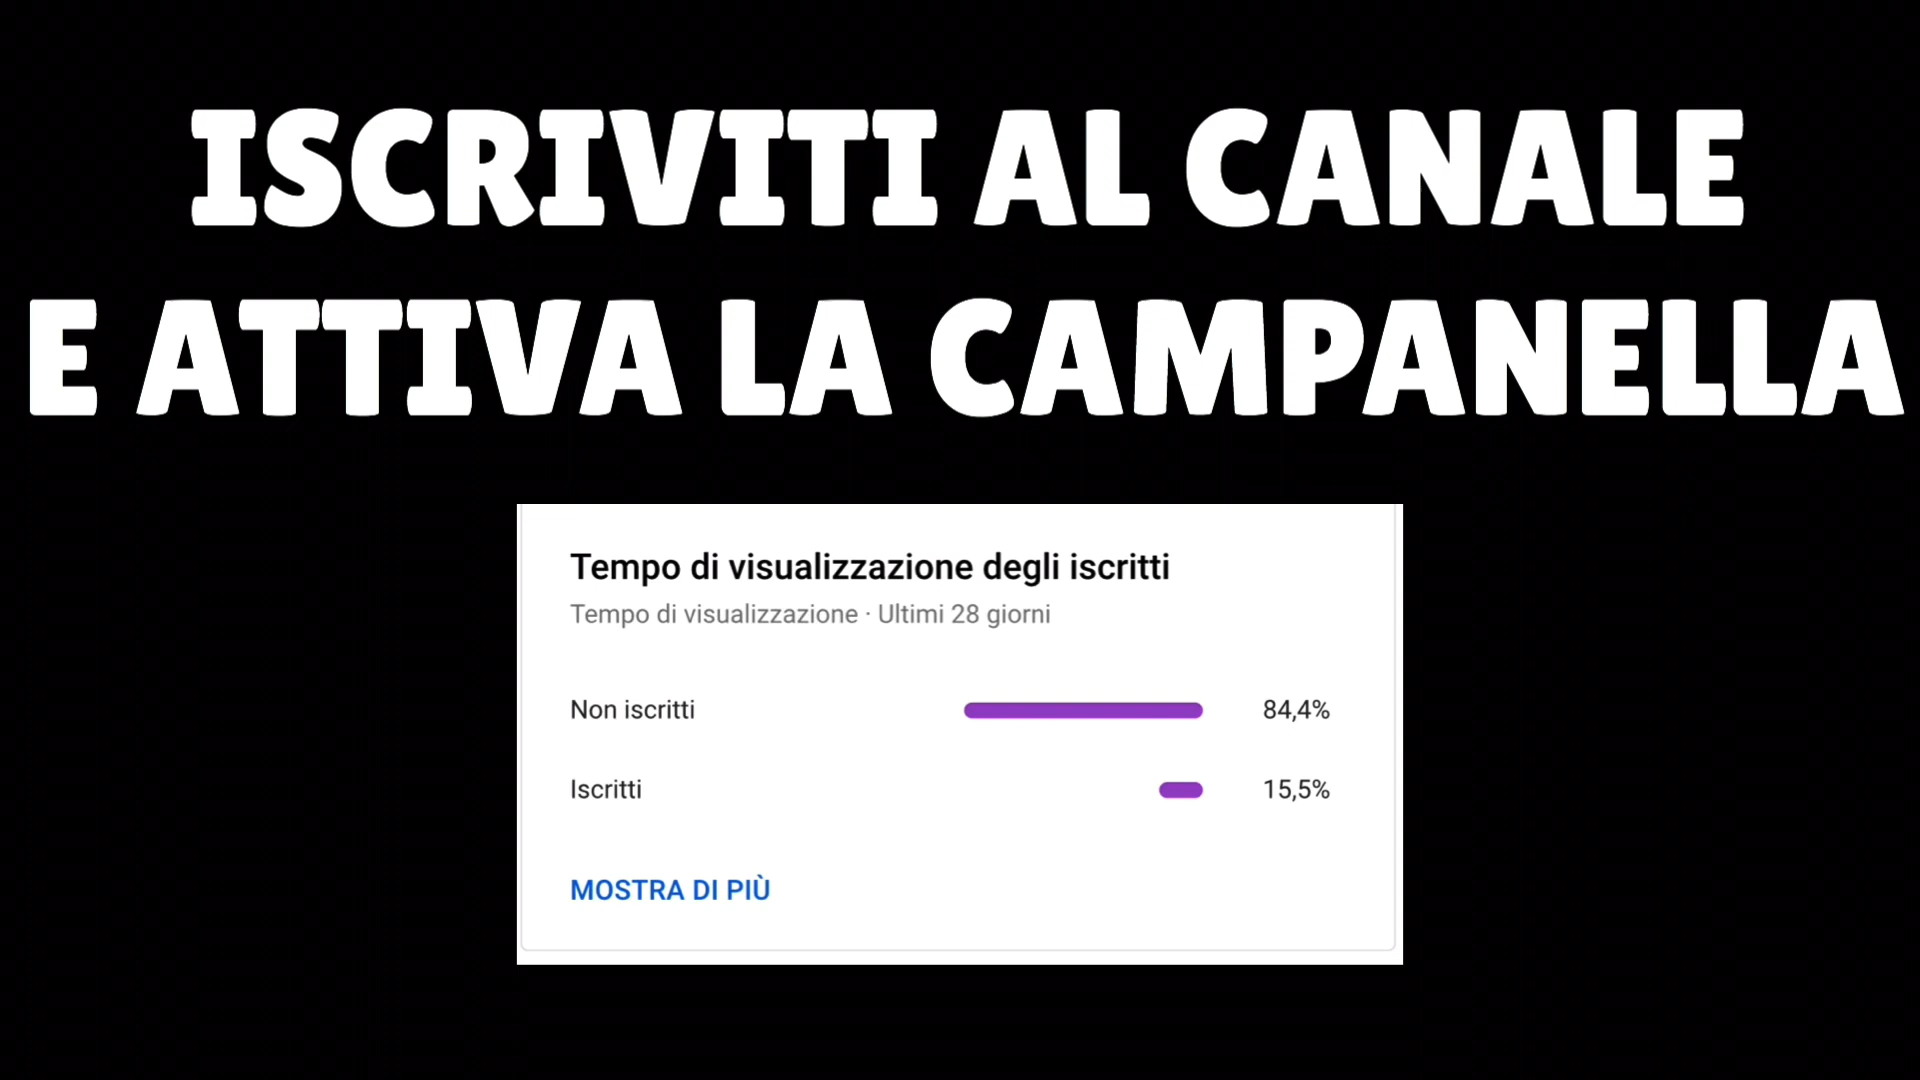 ISCRIVITI AL CANALE
E ATTIVA LA CAMPANELLA
Tempo di visualizzazione degli iscritti
Tempo di visualizzazione · Ultimi 28 giorni
Non iscritti 84,4%
Iscritti 15,5%
MOSTRA DI PIÙ